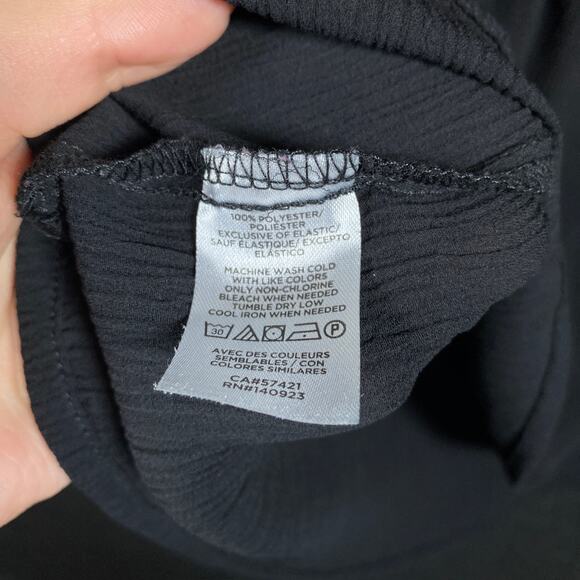 100% POLYESTER/
POLIÉSTER
EXCLUSIVE OF ELASTIC/
SAUF ÉLASTIQUE/ EXCEPTO
ELÁSTICO
MACHINE WASH COLD
WITH LIKE COLORS
ONLY NON-CHLORINE
BLEACH WHEN NEEDED
TUMBLE DRY LOW
COOL IRON WHEN NEEDED
30 P
AVEC DES COULEURS
SEMBLABLES / CON
COLORES SIMILARES
CA#57421
RN#140923